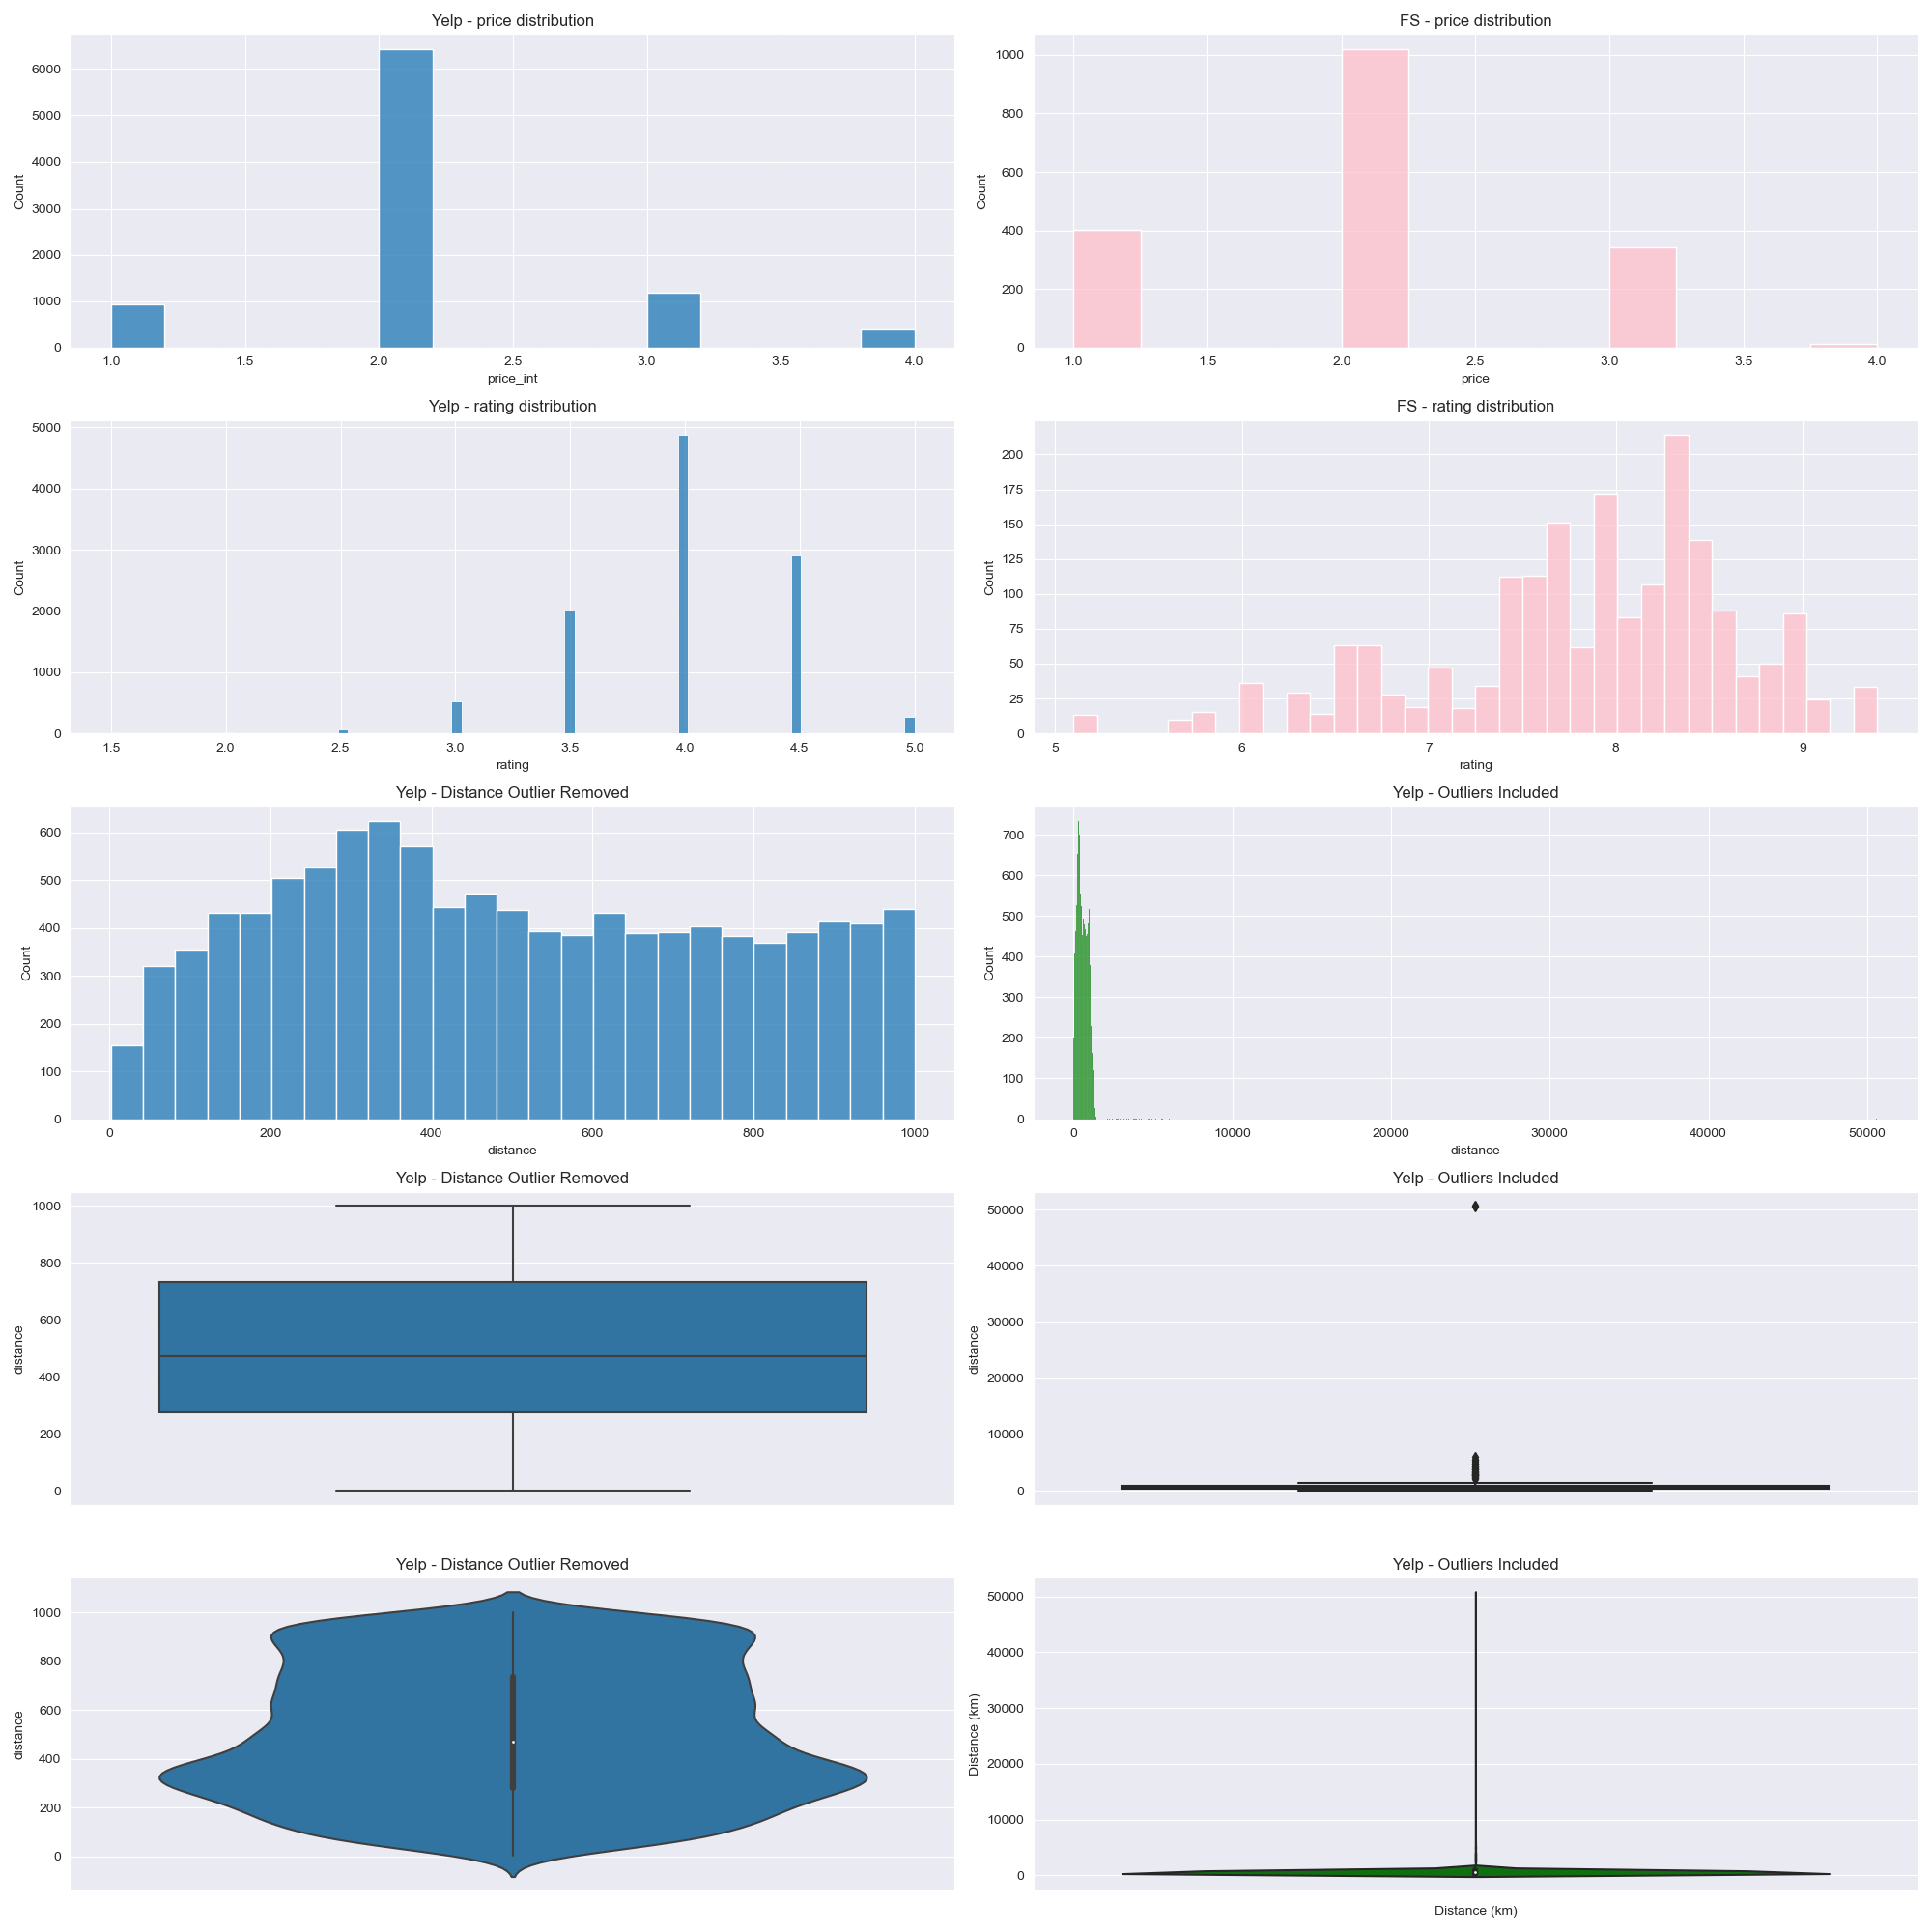 Yelp - price distribution
6000
5000
4000
3000
2000
1000
0
Count
1.0 1.5 2.0 2.5 3.0 3.5 4.0
price_int
FS - price distribution
1000
800
600
400
200
0
Count
1.0 1.5 2.0 2.5 3.0 3.5 4.0
price
Yelp - rating distribution
5000
4000
3000
2000
1000
0
Count
1.5 2.0 2.5 3.0 3.5 4.0 4.5 5.0
rating
FS - rating distribution
200
175
150
125
100
75
50
25
0
Count
5 6 7 8 9
rating
Yelp - Distance Outlier Removed
600
500
400
300
200
100
0
Count
0 200 400 600 800 1000
distance
Yelp - Outliers Included
700
600
500
400
300
200
100
0
Count
0 10000 20000 30000 40000 50000
distance
Yelp - Distance Outlier Removed
1000
800
600
400
200
0
distance
Yelp - Outliers Included
50000
40000
30000
20000
10000
0
distance
Yelp - Distance Outlier Removed
1000
800
600
400
200
0
distance
Yelp - Outliers Included
50000
40000
30000
20000
10000
0
Distance (km)
Distance (km)